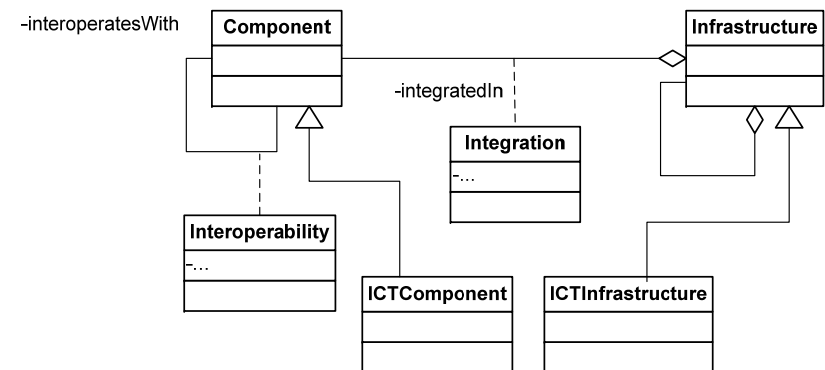 -interoperatesWith
Component
Infrastructure
-integratedIn
Integration
-...
Interoperability
-...
ICTComponent
ICTInfrastructure